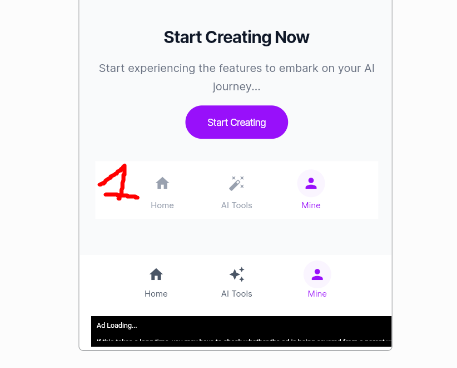 Start Creating Now
Start experiencing the features to embark on your AI
journey...
Start Creating
1
Home
AI Tools
Mine
Home
AI Tools
Mine
Ad Loading...